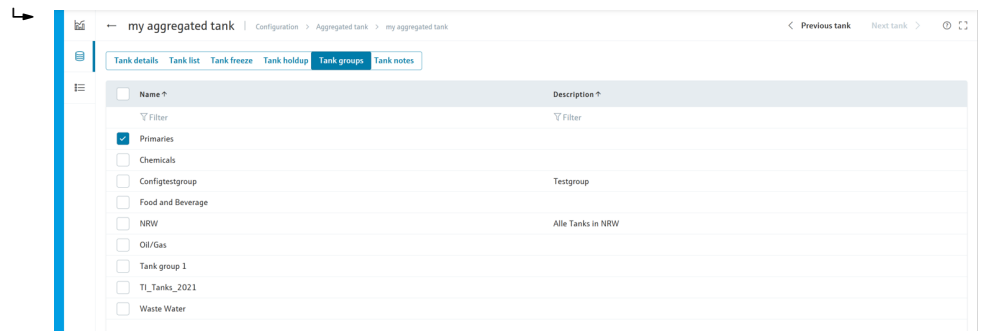 my aggregated tank | Configuration > Aggregated tank > my aggregated tank < Previous tank Next tank >
Tank details Tank list Tank freeze Tank holdup Tank groups Tank notes
Name ↑ Description ↑
Filter Filter
Primaries
Chemicals
Configtestgroup Testgroup
Food and Beverage
NRW Alle Tanks in NRW
Oil/Gas
Tank group 1
TI_Tanks_2021
Waste Water